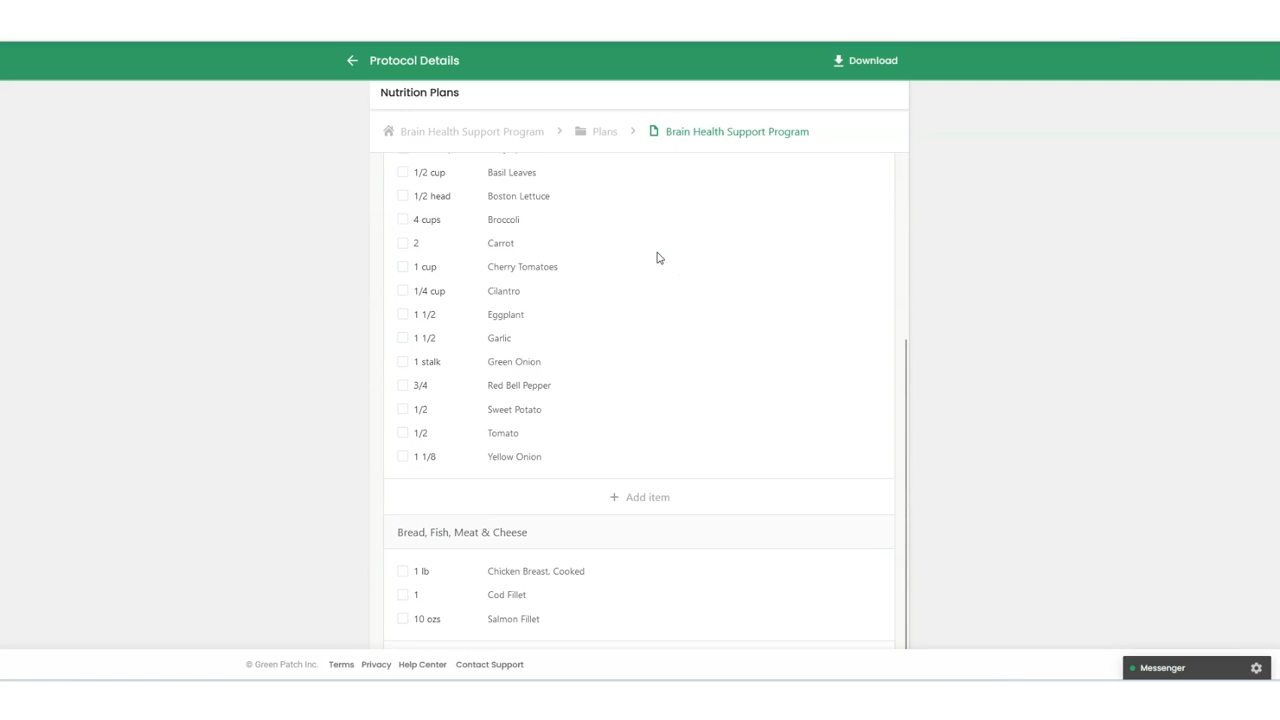 Protocol Details
Download
Nutrition Plans
Brain Health Support Program > Plans > Brain Health Support Program
1/2 cup Basil Leaves
1/2 head Boston Lettuce
4 cups Broccoli
2 Carrot
1 cup Cherry Tomatoes
1/4 cup Cilantro
1 1/2 Eggplant
1 1/2 Garlic
1 stalk Green Onion
3/4 Red Bell Pepper
1/2 Sweet Potato
1/2 Tomato
1 1/8 Yellow Onion
+ Add item
Bread, Fish, Meat & Cheese
1 lb Chicken Breast, Cooked
1 Cod Fillet
10 ozs Salmon Fillet
© Green Patch Inc. Terms Privacy Help Center Contact Support
Messenger